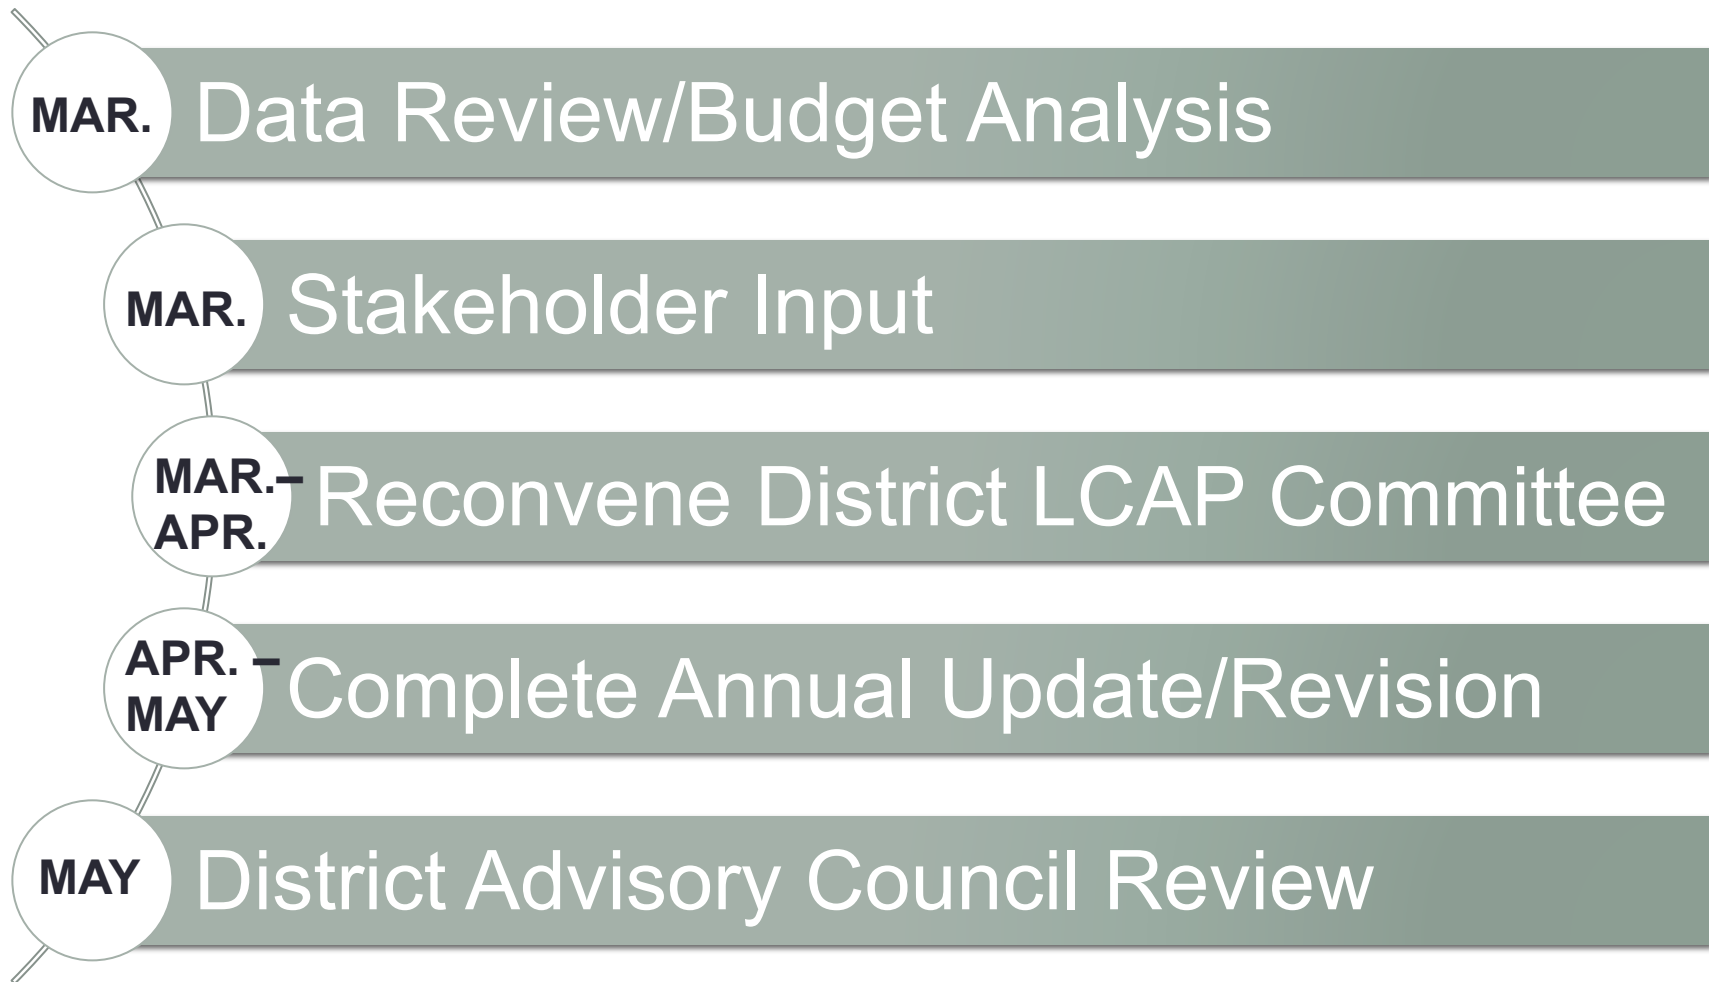 MAR.
Data Review/Budget Analysis
MAR.
Stakeholder Input
MAR.–
APR.
Reconvene District LCAP Committee
APR. –
MAY
Complete Annual Update/Revision
MAY
District Advisory Council Review